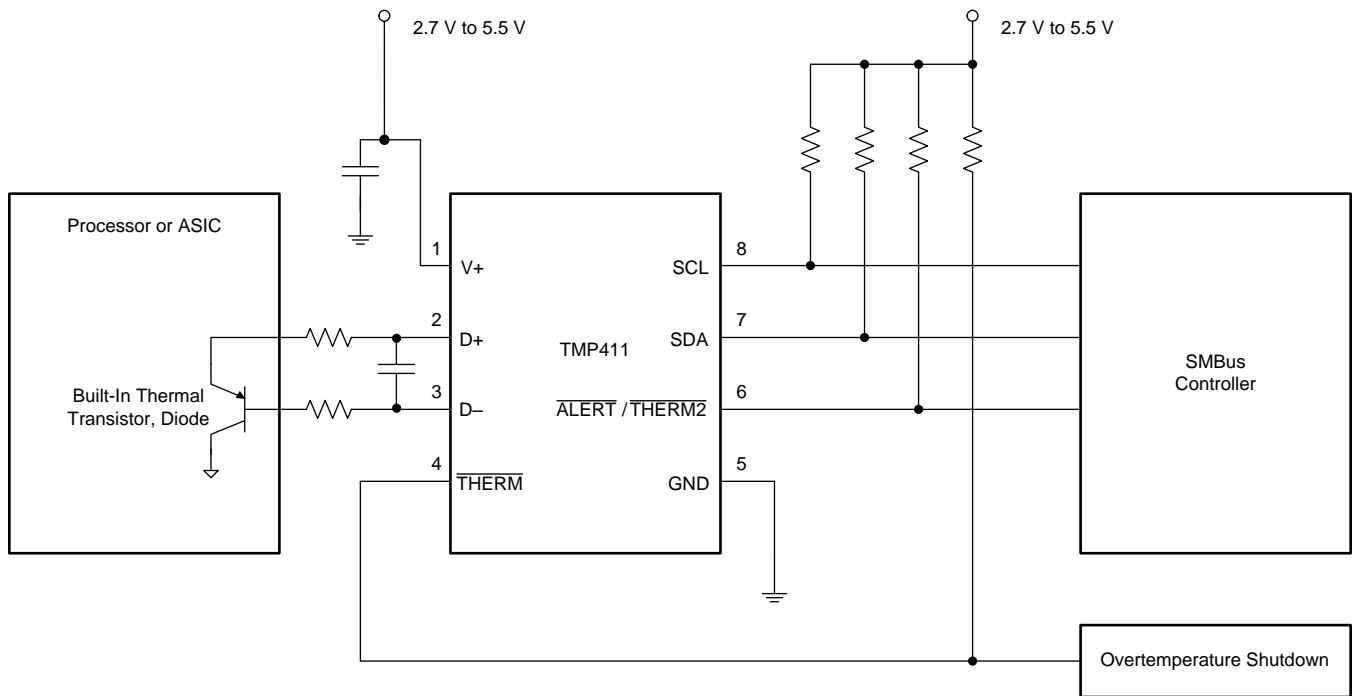 2.7 V to 5.5 V
2.7 V to 5.5 V
Processor or ASIC
Built-In Thermal
Transistor, Diode
1
V+
2
D+
3
D–
4
THERM
TMP411
8
SCL
7
SDA
6
ALERT / THERM2
5
GND
SMBus
Controller
Overtemperature Shutdown